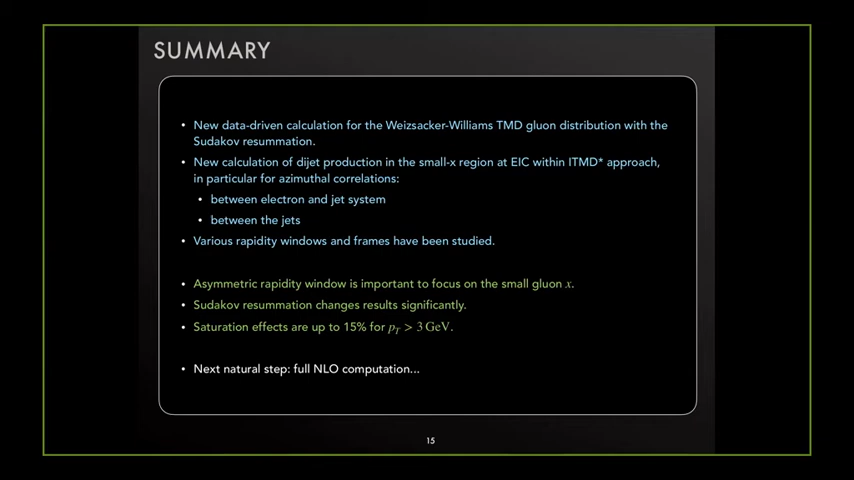 SUMMARY
• New data-driven calculation for the Weizsacker-Williams TMD gluon distribution with the
Sudakov resummation.
• New calculation of dijet production in the small-x region at EIC within ITMD* approach,
in particular for azimuthal correlations:
• between electron and jet system
• between the jets
• Various rapidity windows and frames have been studied.
• Asymmetric rapidity window is important to focus on the small gluon x.
• Sudakov resummation changes results significantly.
• Saturation effects are up to 15% for p_T > 3 GeV.
• Next natural step: full NLO computation...
15